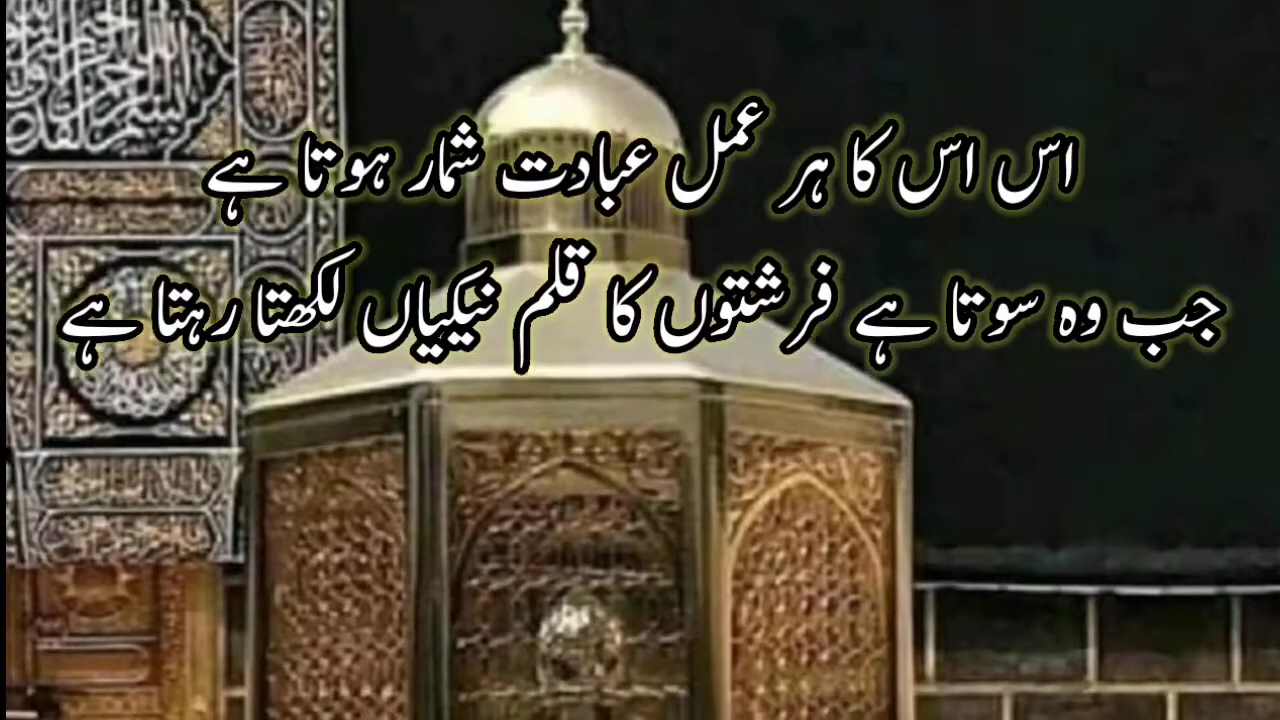 اس اس کا ہر عمل عبادت شمار ہوتا ہے
جب وہ سوتا ہے فرشتوں کا قلم نیکیاں لکھتا رہتا ہے